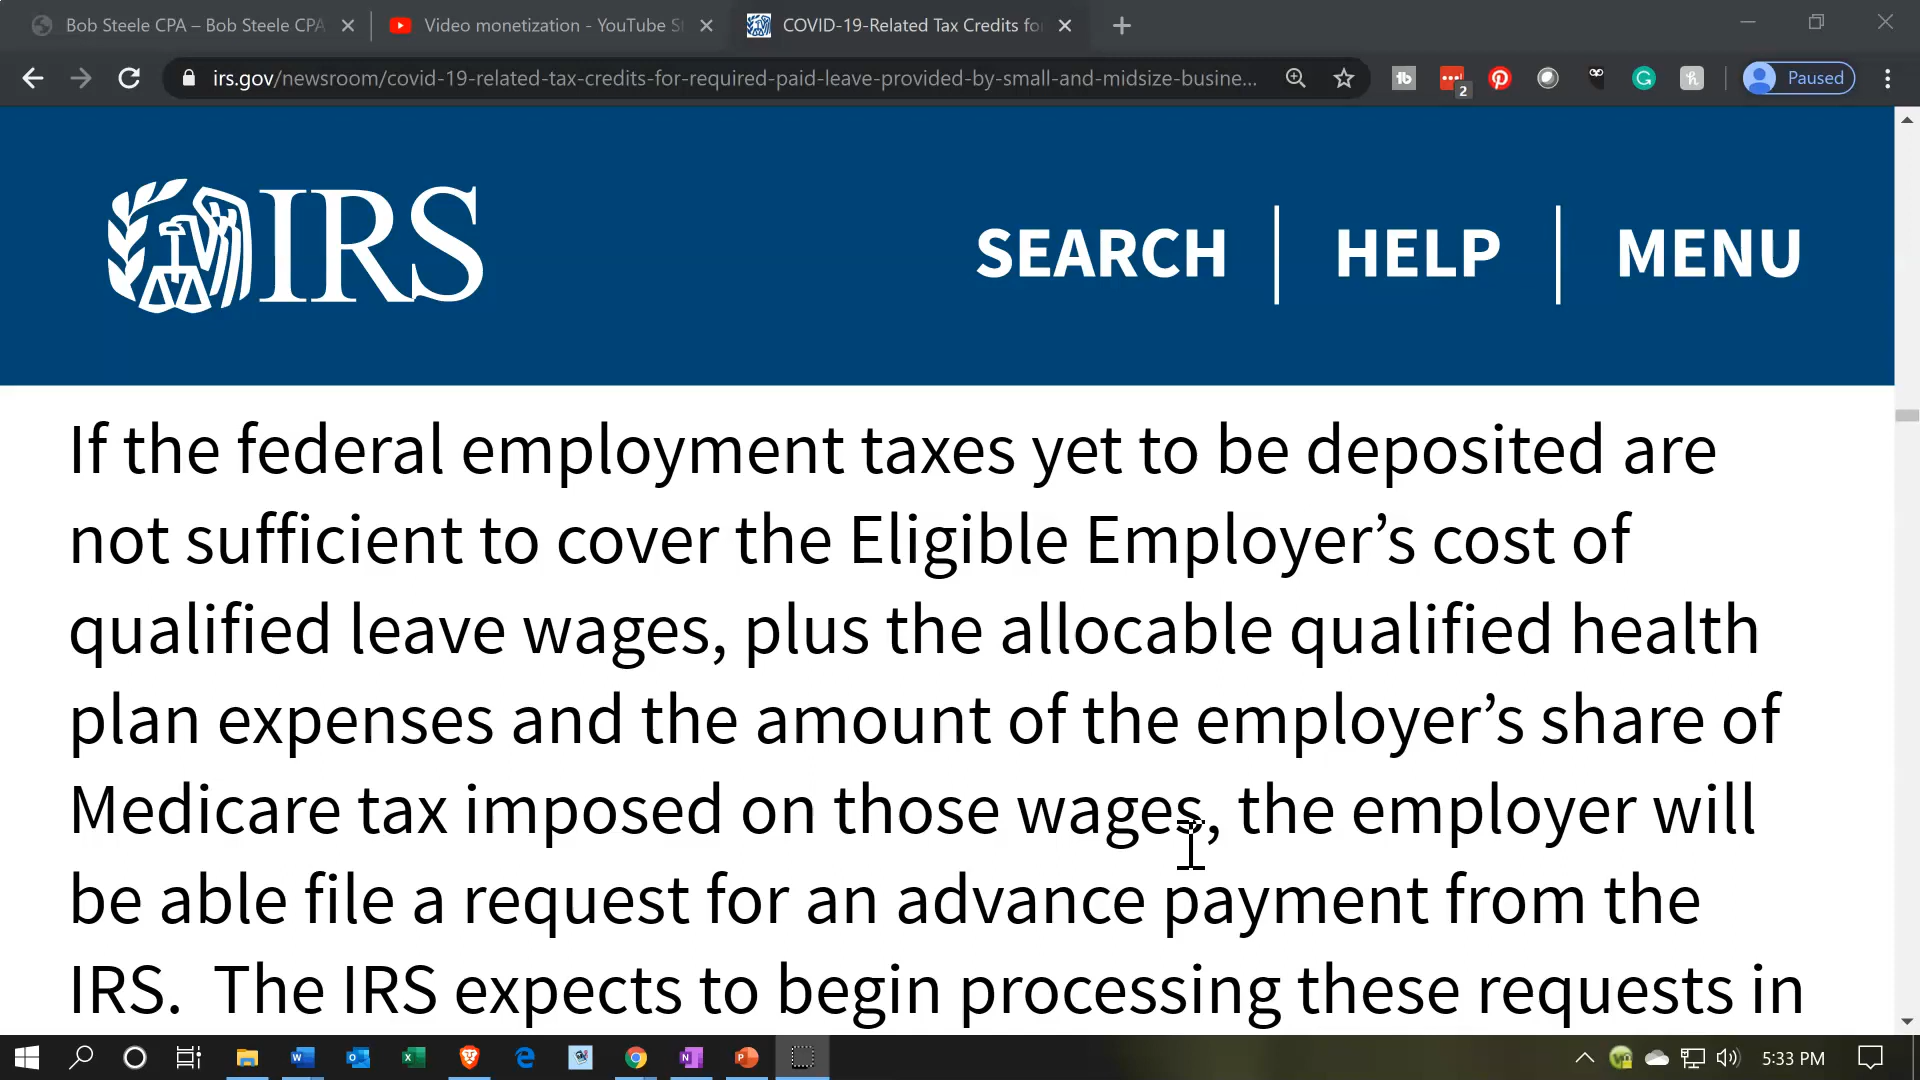 Bob Steele CPA – Bob Steele CPA
Video monetization - YouTube S
COVID-19-Related Tax Credits fo
irs.gov/newsroom/covid-19-related-tax-credits-for-required-paid-leave-provided-by-small-and-midsize-busine...
tb
2
Paused
IRS
SEARCH
HELP
MENU
If the federal employment taxes yet to be deposited are
not sufficient to cover the Eligible Employer’s cost of
qualified leave wages, plus the allocable qualified health
plan expenses and the amount of the employer’s share of
Medicare tax imposed on those wages, the employer will
be able file a request for an advance payment from the
IRS.  The IRS expects to begin processing these requests in
5:33 PM